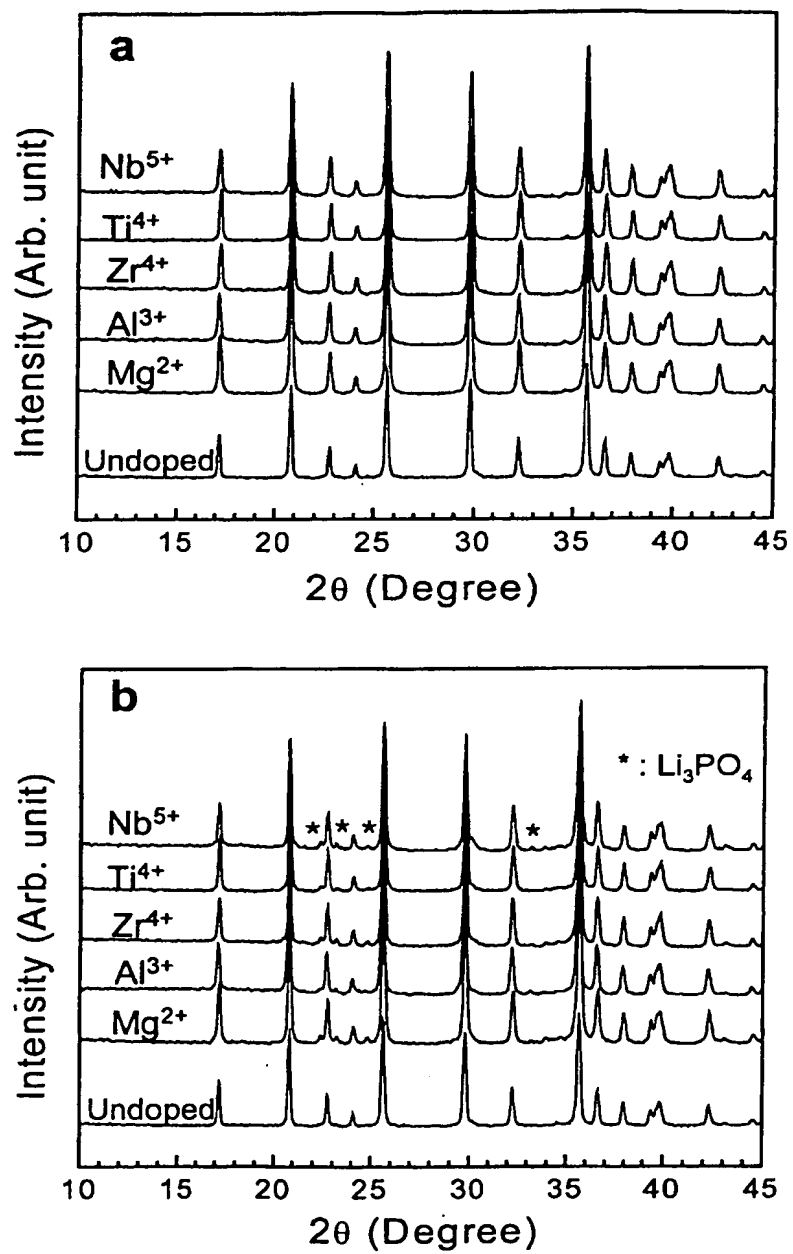 a
Intensity (Arb. unit)
Nb⁵⁺
Ti⁴⁺
Zr⁴⁺
Al³⁺
Mg²⁺
Undoped
10 15 20 25 30 35 40 45
2θ (Degree)
b
* : Li₃PO₄
Intensity (Arb. unit)
Nb⁵⁺
* * * *
Ti⁴⁺
Zr⁴⁺
Al³⁺
Mg²⁺
Undoped
10 15 20 25 30 35 40 45
2θ (Degree)